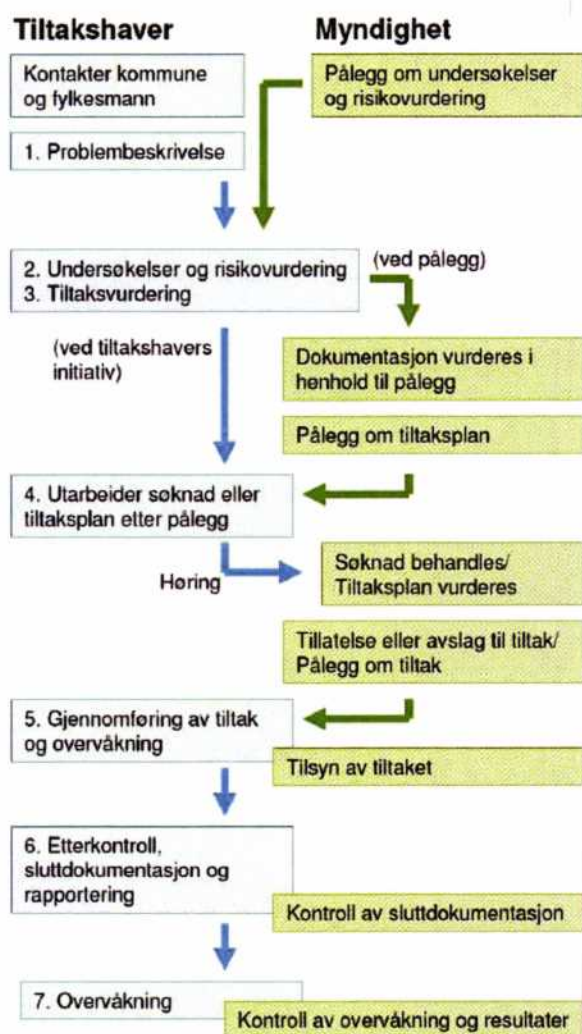 Tiltakshaver
Myndighet
Kontakter kommune
og fylkesmann
Pålegg om undersøkelser
og risikovurdering
1. Problembeskrivelse
2. Undersøkelser og risikovurdering
3. Tiltaksvurdering
(ved pålegg)
(ved tiltakshavers
initiativ)
Dokumentasjon vurderes i
henhold til pålegg
Pålegg om tiltaksplan
4. Utarbeider søknad eller
tiltaksplan etter pålegg
Høring
Søknad behandles/
Tiltaksplan vurderes
Tillatelse eller avslag til tiltak/
Pålegg om tiltak
5. Gjennomføring av tiltak
og overvåkning
Tilsyn av tiltaket
6. Etterkontroll,
sluttdokumentasjon og
rapportering
Kontroll av sluttdokumentasjon
7. Overvåkning
Kontroll av overvåkning og resultater